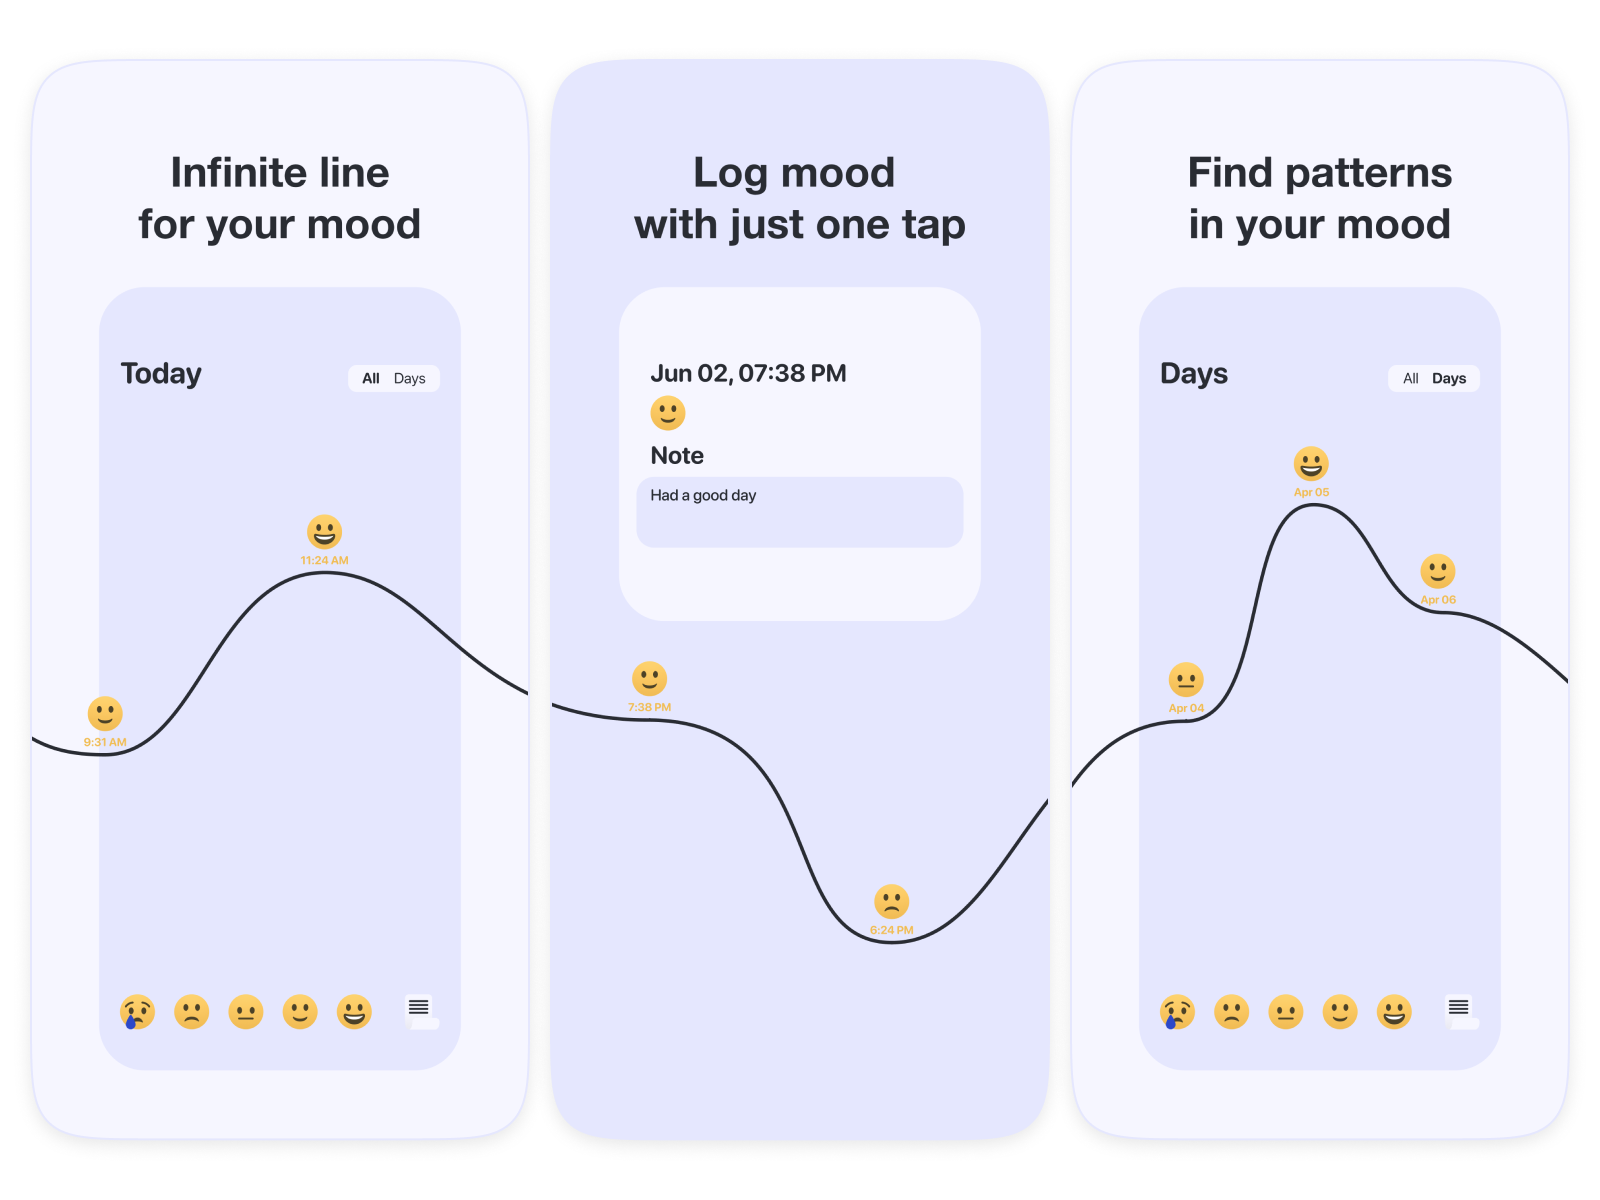 Infinite line
for your mood
Today
All Days
11:24 AM
9:31 AM
Log mood
with just one tap
Jun 02, 07:38 PM
Note
Had a good day
7:38 PM
6:24 PM
Find patterns
in your mood
Days
All Days
Apr 05
Apr 06
Apr 04